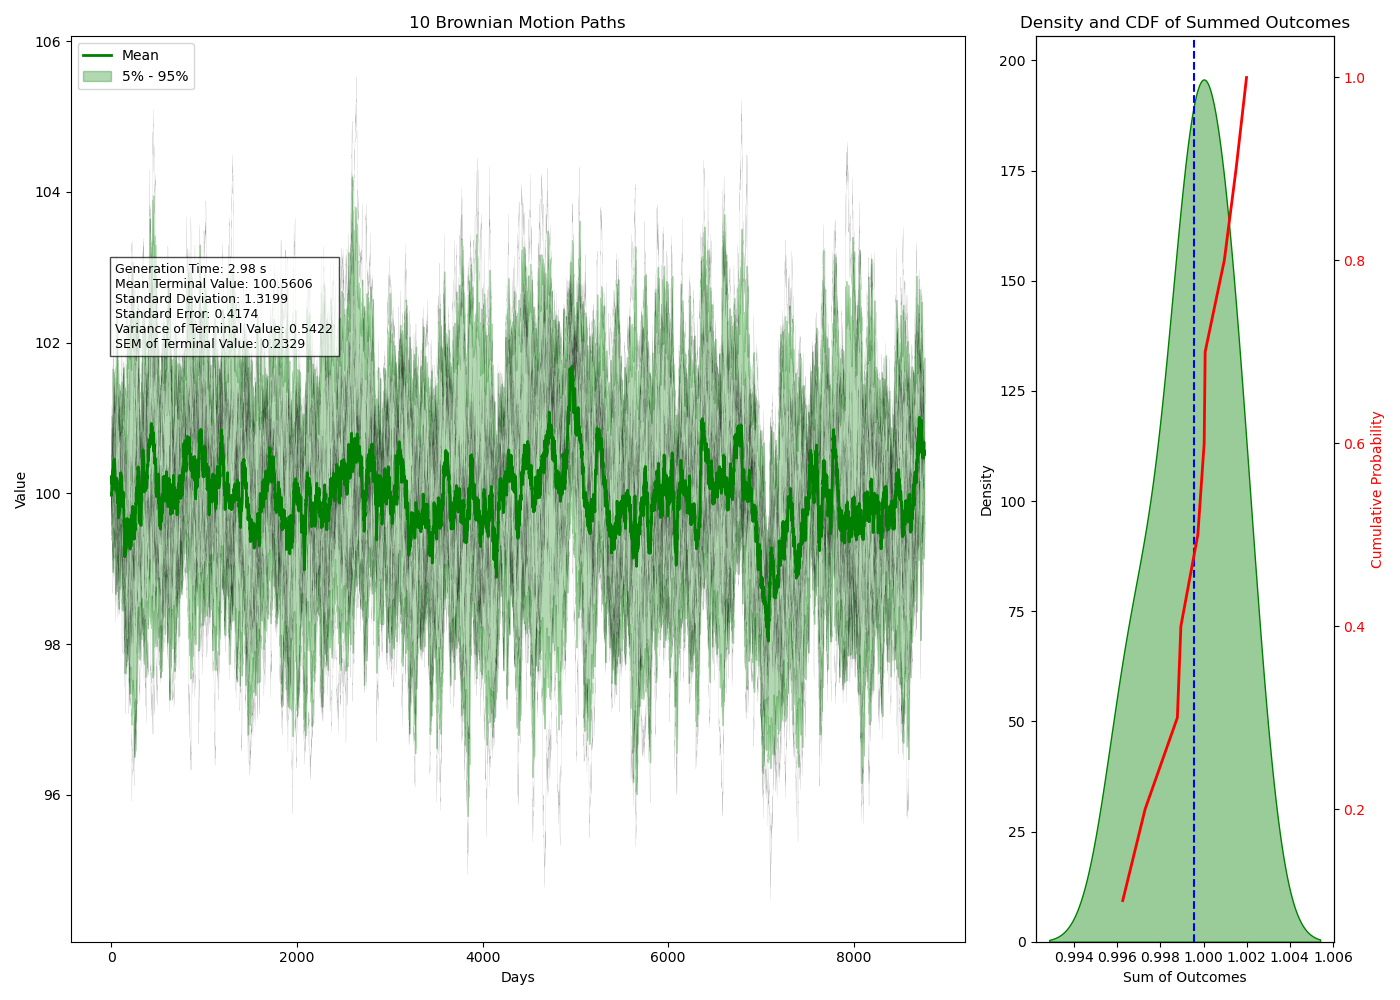 10 Brownian Motion Paths
Mean
5% - 95%
Generation Time: 2.98 s
Mean Terminal Value: 100.5606
Standard Deviation: 1.3199
Standard Error: 0.4174
Variance of Terminal Value: 0.5422
SEM of Terminal Value: 0.2329
106
104
102
100
98
96
Value
0
2000
4000
6000
8000
Days
Density and CDF of Summed Outcomes
200
175
150
125
100
75
50
25
0
Density
1.0
0.8
0.6
0.4
0.2
Cumulative Probability
0.994
0.996
0.998
1.000
1.002
1.004
1.006
Sum of Outcomes